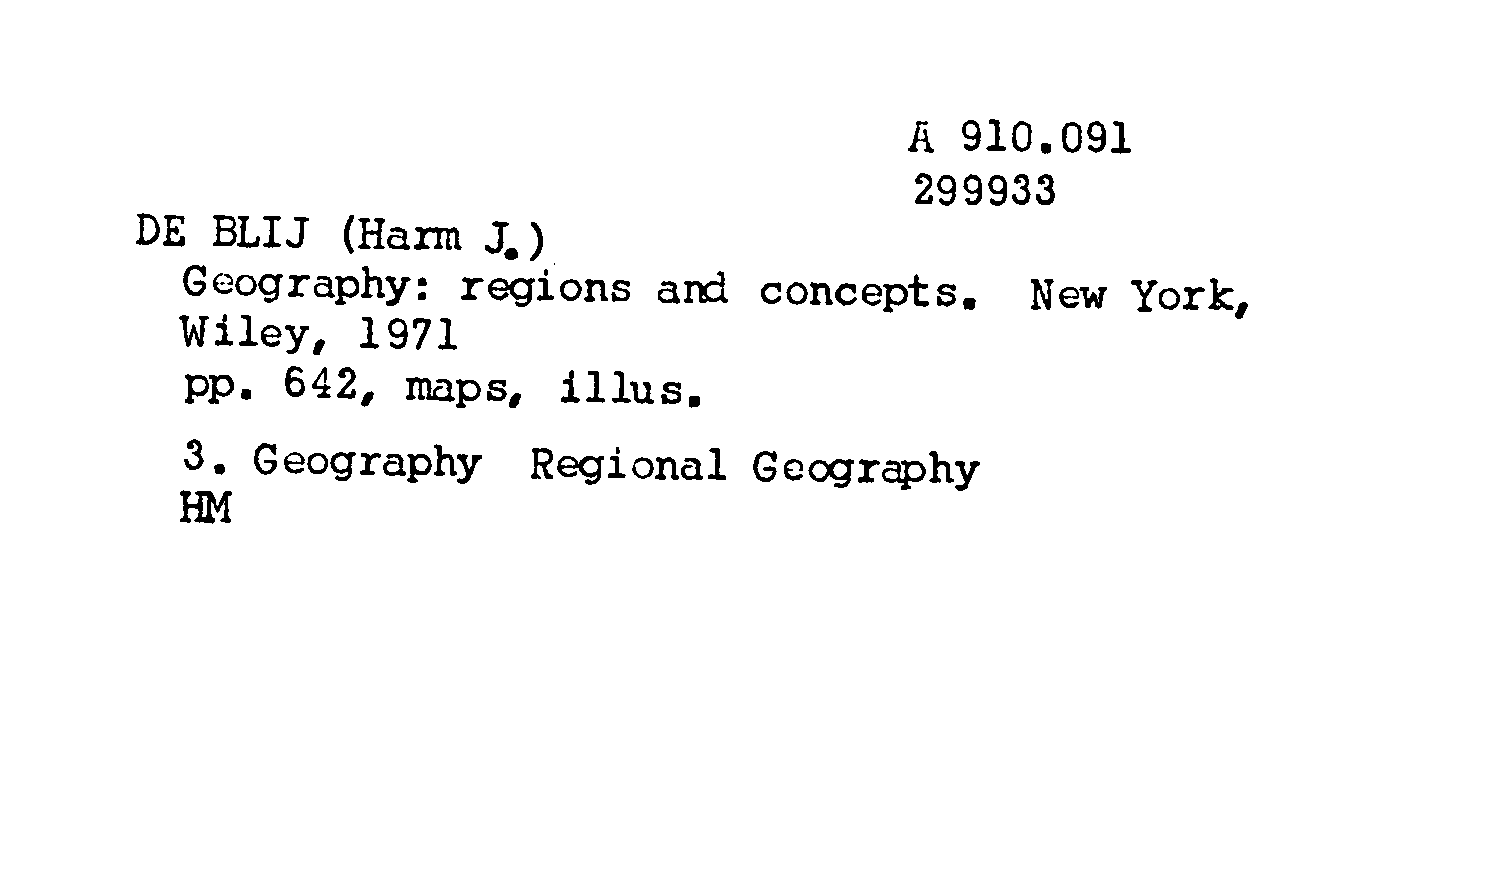 A 910.091
299933
DE BLIJ (Harm J.)
Geography: regions and concepts. New York,
Wiley, 1971
pp. 642, maps, illus.
3. Geography Regional Geography
HM